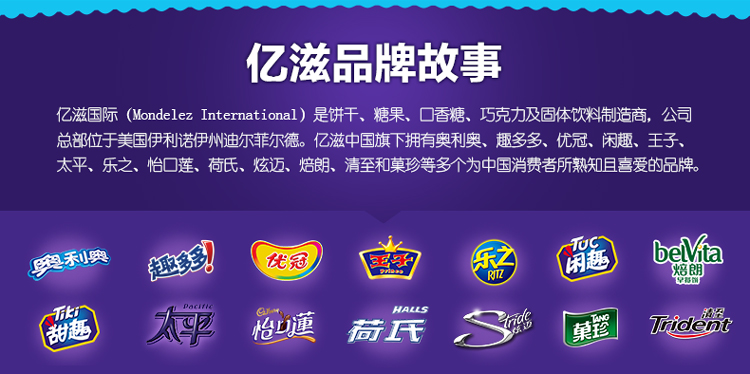 亿滋品牌故事
亿滋国际（Mondelez International）是饼干、糖果、口香糖、巧克力及固体饮料制造商，公司
总部位于美国伊利诺伊州迪尔菲尔德。亿滋中国旗下拥有奥利奥、趣多多、优冠、闲趣、王子、
太平、乐之、怡口莲、荷氏、炫迈、焙朗、清至和菓珍等多个为中国消费者所熟知且喜爱的品牌。
奥利奥
趣多多!
优冠
王子
Prince
乐之
RITZ
TUC
闲趣
belVita
焙朗
早餐饼
Tiki
甜趣
Pacific
太平
Cadbury
怡口蓮
HALLS
荷氏
Stride
炫迈
TANG
菓珍
清至
Trident